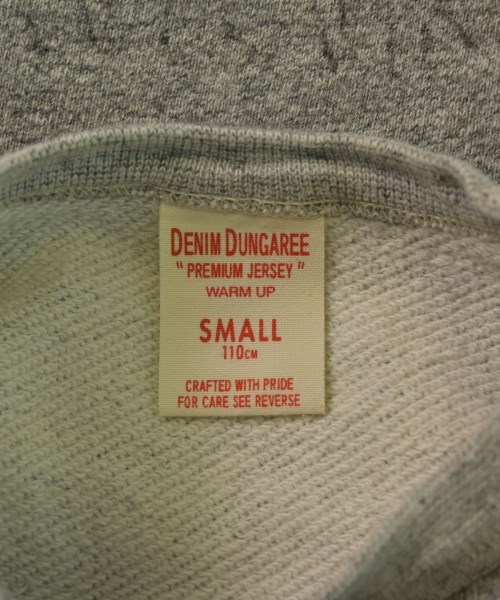 DENIM DUNGAREE
"PREMIUM JERSEY"
WARM UP
SMALL
110CM
CRAFTED WITH PRIDE
FOR CARE SEE REVERSE